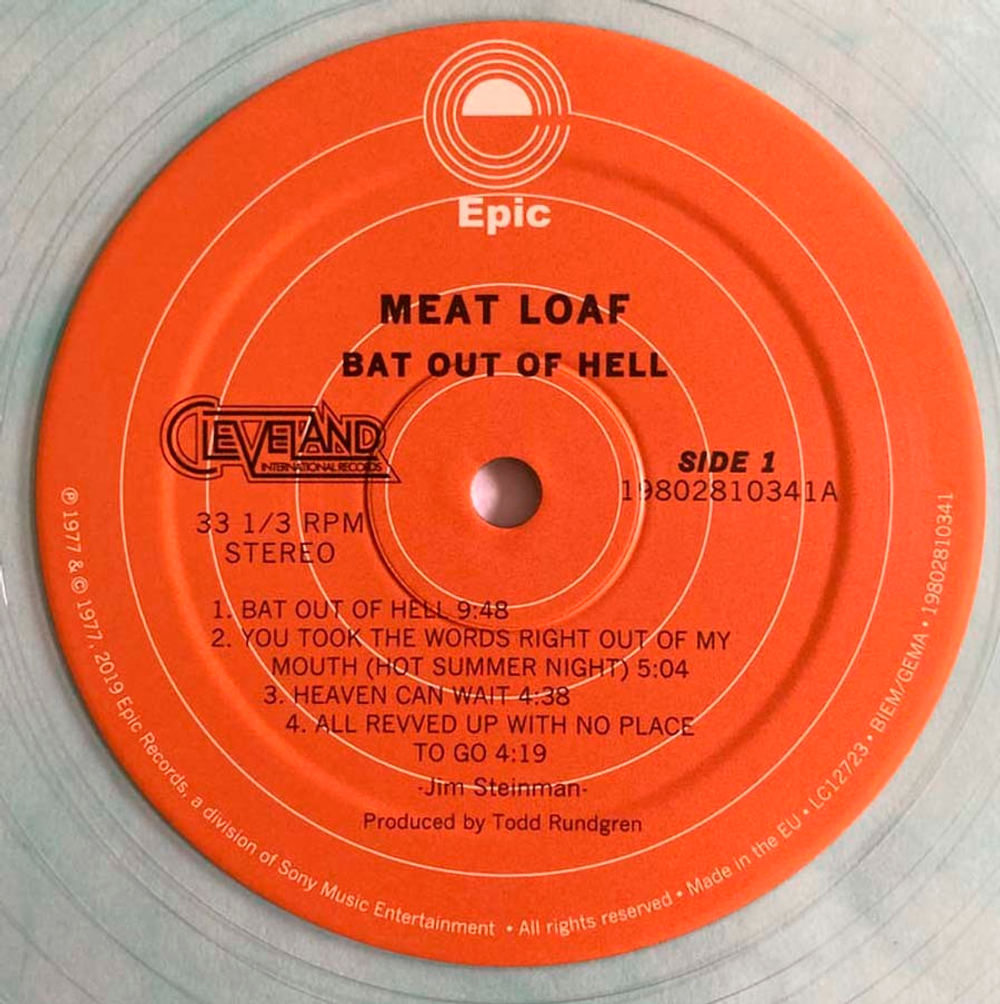 Epic
MEAT LOAF
BAT OUT OF HELL
CLEVELAND
INTERNATIONAL RECORDS
SIDE 1
19802810341A
33 1/3 RPM
STEREO
1. BAT OUT OF HELL 9:48
2. YOU TOOK THE WORDS RIGHT OUT OF MY
MOUTH (HOT SUMMER NIGHT) 5:04
3. HEAVEN CAN WAIT 4:38
4. ALL REVVED UP WITH NO PLACE
TO GO 4:19
-Jim Steinman-
Produced by Todd Rundgren
℗ 1977 & © 1977, 2019 Epic Records, a division of Sony Music Entertainment • All rights reserved • Made in the EU • LC12723 • BIEM/GEMA • 19802810341